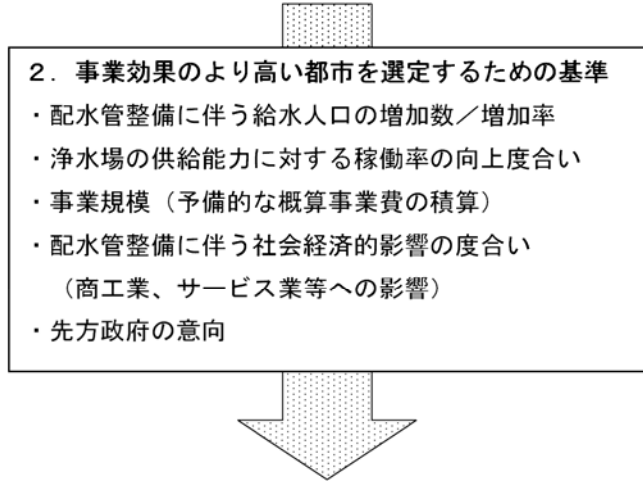 ２．事業効果のより高い都市を選定するための基準
・配水管整備に伴う給水人口の増加数／増加率
・浄水場の供給能力に対する稼働率の向上度合い
・事業規模（予備的な概算事業費の積算）
・配水管整備に伴う社会経済的影響の度合い
（商工業、サービス業等への影響）
・先方政府の意向